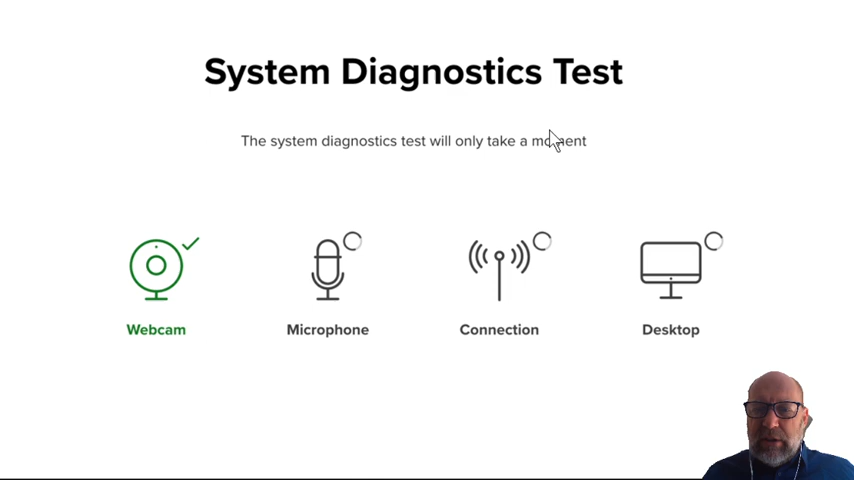 System Diagnostics Test
The system diagnostics test will only take a moment
Webcam Microphone Connection Desktop